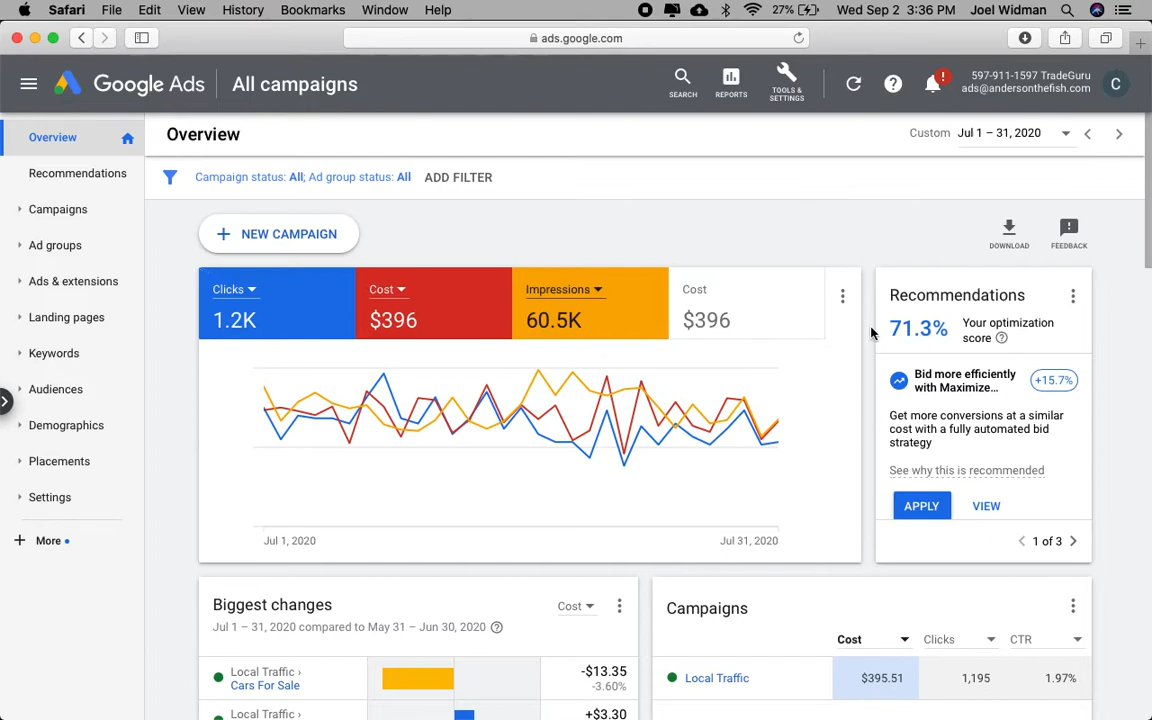 Safari File Edit View History Bookmarks Window Help 27% Wed Sep 2 3:36 PM Joel Widman
ads.google.com
Google Ads All campaigns SEARCH REPORTS TOOLS & SETTINGS ! 597-911-1597 TradeGuru
ads@andersonthefish.com C
Overview
Recommendations
Campaigns
Ad groups
Ads & extensions
Landing pages
Keywords
Audiences
Demographics
Placements
Settings
+ More
Overview Custom Jul 1 – 31, 2020
Campaign status: All; Ad group status: All ADD FILTER
+ NEW CAMPAIGN DOWNLOAD FEEDBACK
Clicks Cost Impressions Cost
1.2K $396 60.5K $396
Jul 1, 2020 Jul 31, 2020
Recommendations
71.3% Your optimization
score
Bid more efficiently
with Maximize... +15.7%
Get more conversions at a similar
cost with a fully automated bid
strategy
See why this is recommended
APPLY VIEW
1 of 3
Biggest changes Cost
Jul 1 – 31, 2020 compared to May 31 – Jun 30, 2020
Local Traffic › -$13.35
Cars For Sale -3.60%
Local Traffic › +$3.30
Campaigns
Cost Clicks CTR
Local Traffic $395.51 1,195 1.97%